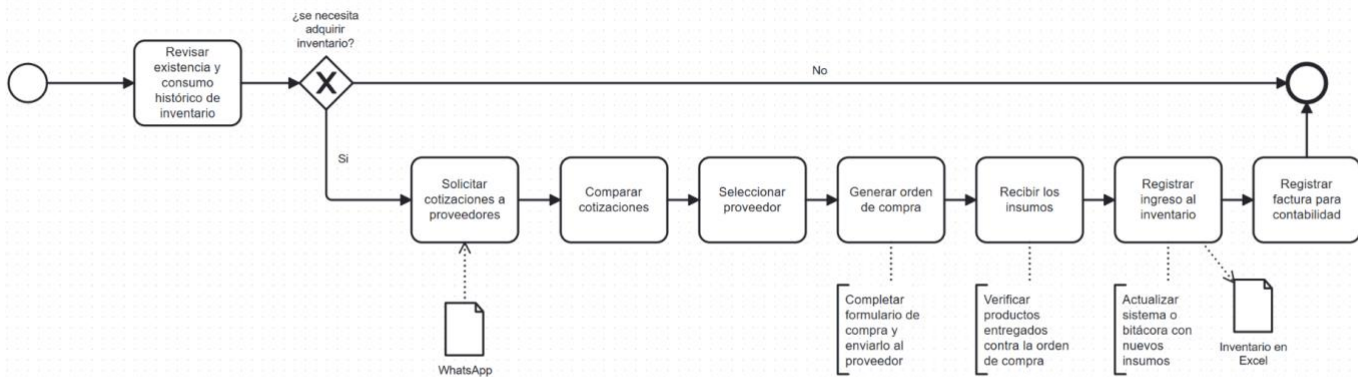 ¿se necesita
adquirir
inventario?
Revisar
existencia y
consumo
histórico de
inventario
No
Si
Solicitar
cotizaciones a
proveedores
Comparar
cotizaciones
Seleccionar
proveedor
Generar orden
de compra
Recibir los
insumos
Registrar
ingreso al
inventario
Registrar
factura para
contabilidad
WhatsApp
Completar
formulario de
compra y
enviarlo al
proveedor
Verificar
productos
entregados
contra la orden
de compra
Actualizar
sistema o
bitácora con
nuevos
insumos
Inventario en
Excel